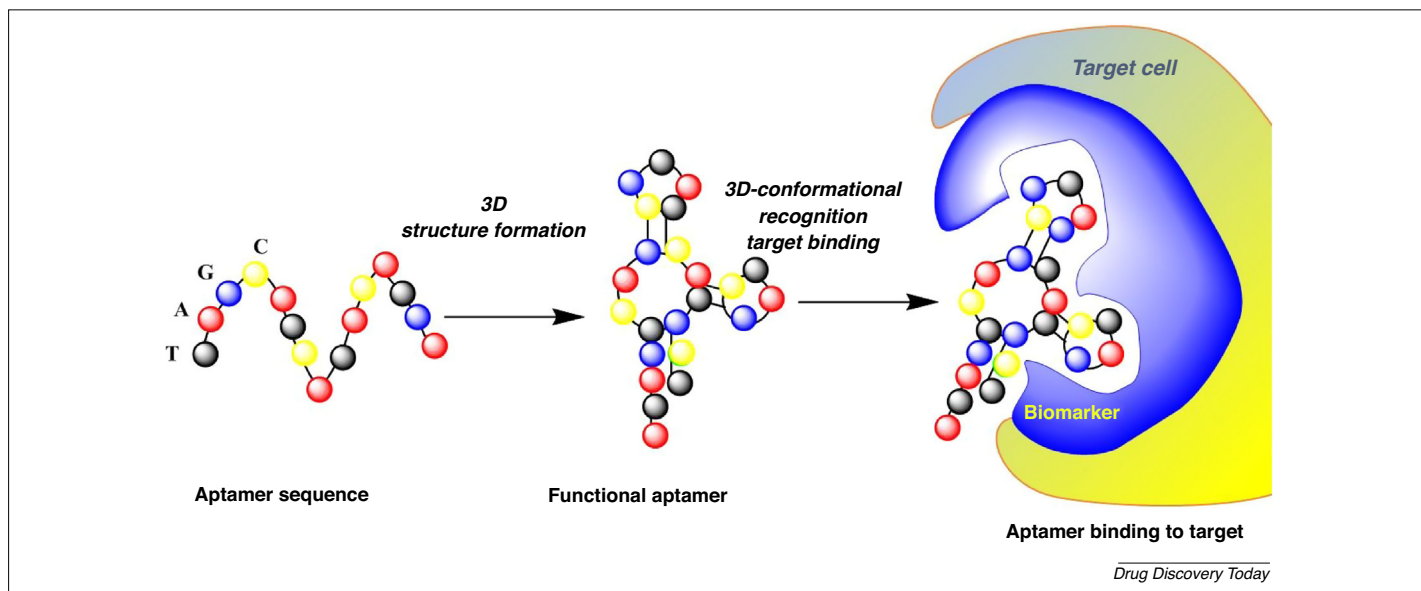 Target cell
3D
structure formation
3D-conformational
recognition
target binding
C
G
A
T
Biomarker
Aptamer sequence
Functional aptamer
Aptamer binding to target
Drug Discovery Today